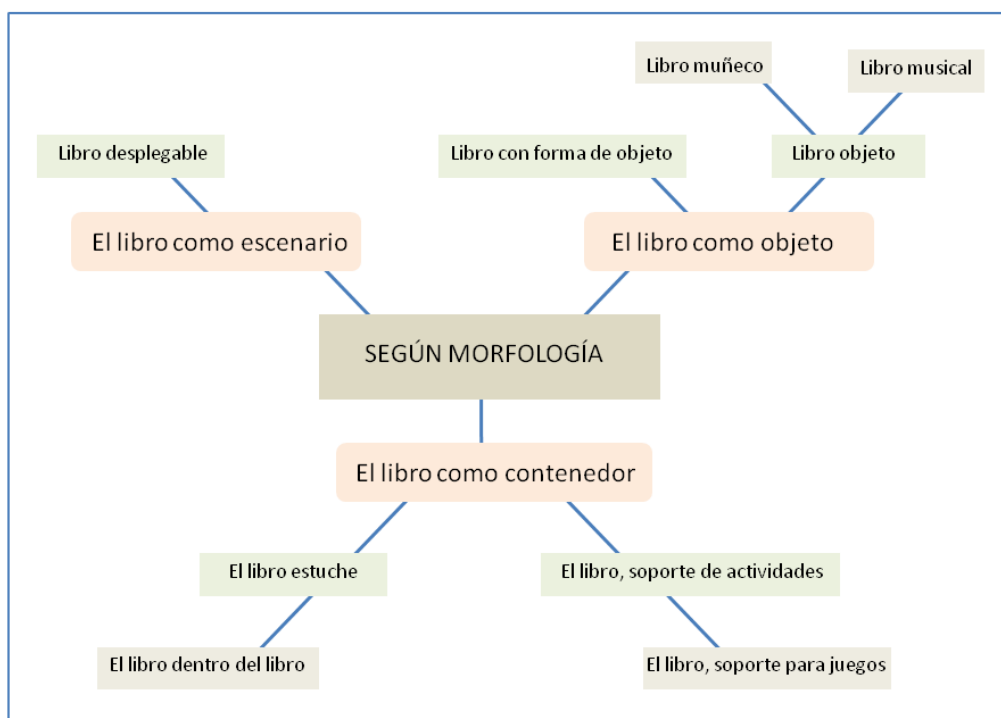 Libro muñeco
Libro musical
Libro desplegable
Libro con forma de objeto
Libro objeto
El libro como escenario
El libro como objeto
SEGÚN MORFOLOGÍA
El libro como contenedor
El libro estuche
El libro, soporte de actividades
El libro dentro del libro
El libro, soporte para juegos